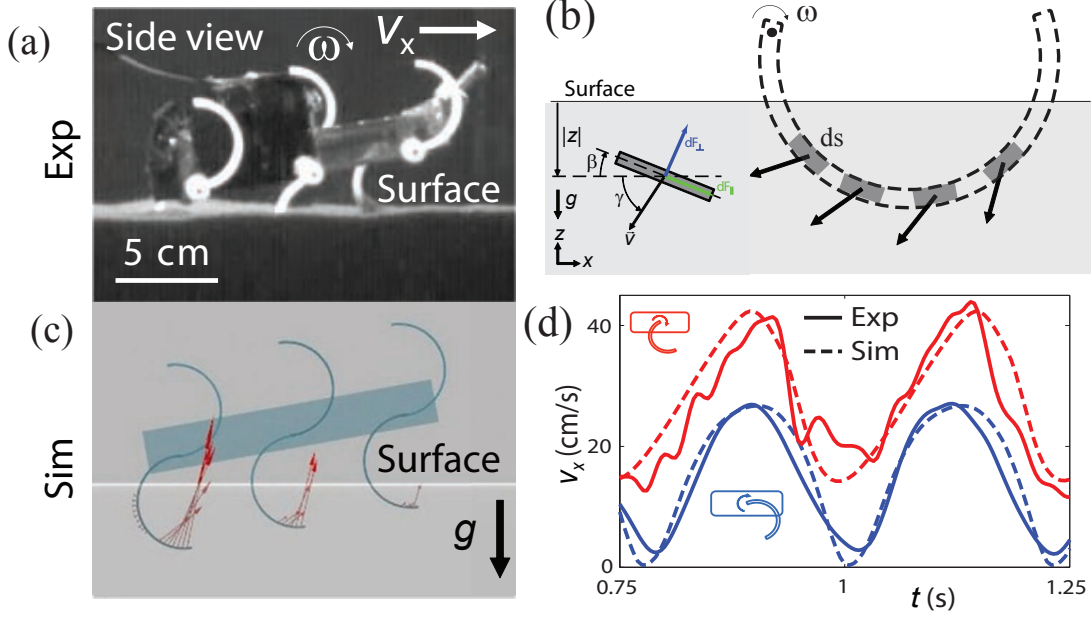 (a)
Exp
Side view
ω
Vx
Surface
5 cm
(b)
ω
Surface
|z|
ds
β
dF⊥
dF∥
γ
g
v⃗
z
x
(c)
Sim
Surface
g
(d)
Exp
Sim
40
20
0
vx (cm/s)
0.75
1
1.25
t (s)